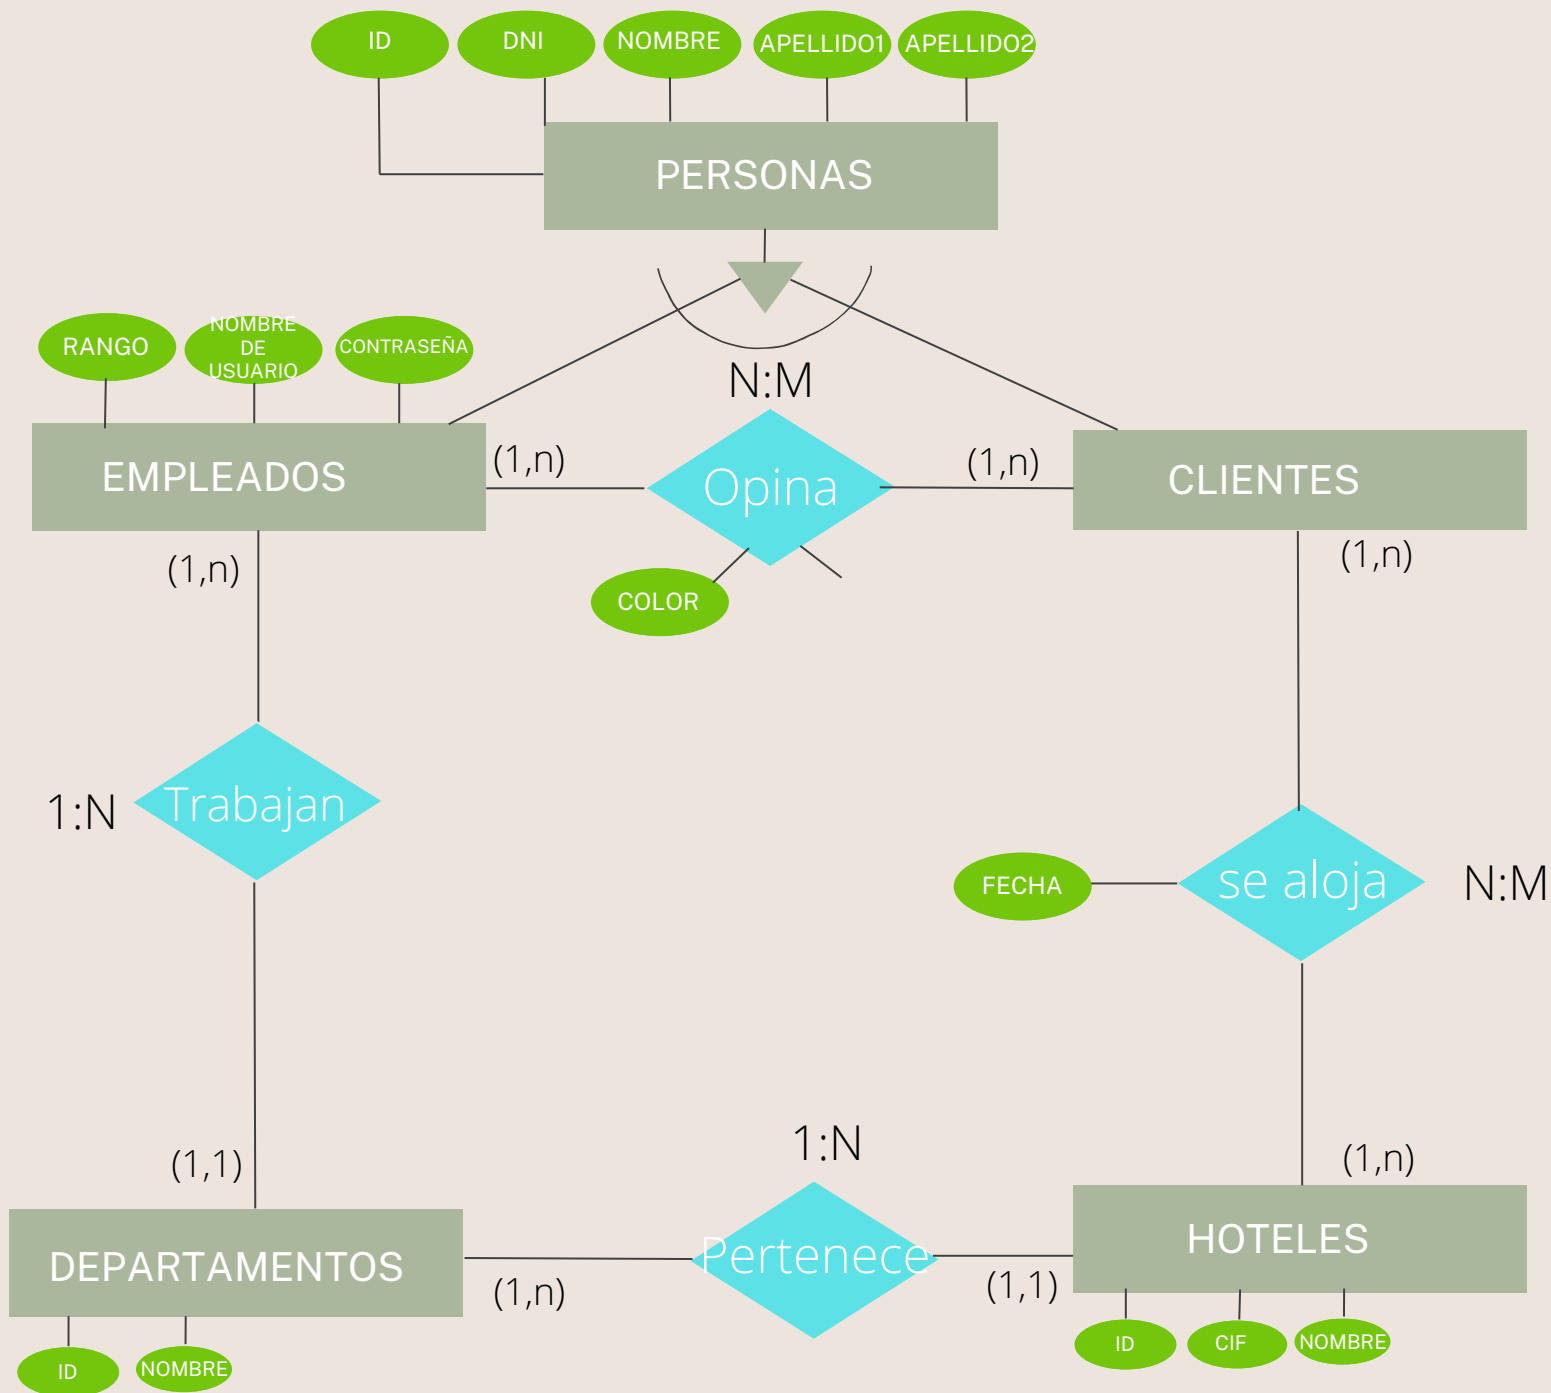 ID
DNI
NOMBRE
APELLIDO1
APELLIDO2
PERSONAS
RANGO
NOMBRE
DE
USUARIO
CONTRASEÑA
N:M
EMPLEADOS
(1,n)
Opina
(1,n)
CLIENTES
(1,n)
(1,n)
COLOR
1:N
Trabajan
FECHA
se aloja
N:M
(1,1)
1:N
(1,n)
DEPARTAMENTOS
(1,n)
Pertenece
(1,1)
HOTELES
ID
NOMBRE
ID
CIF
NOMBRE